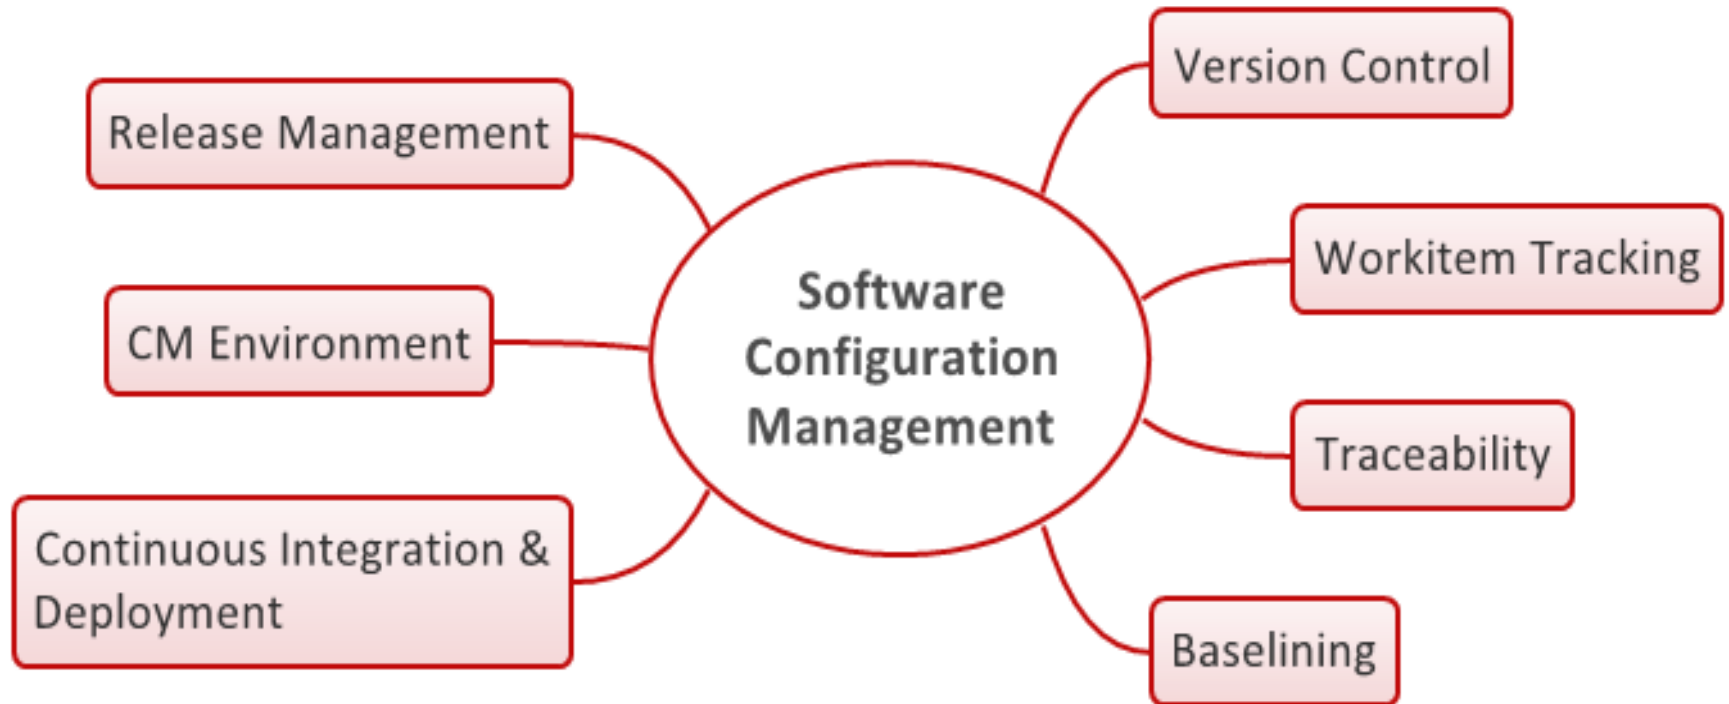 Version Control
Release Management
Workitem Tracking
Software
Configuration
Management
CM Environment
Traceability
Continuous Integration &
Deployment
Baselining